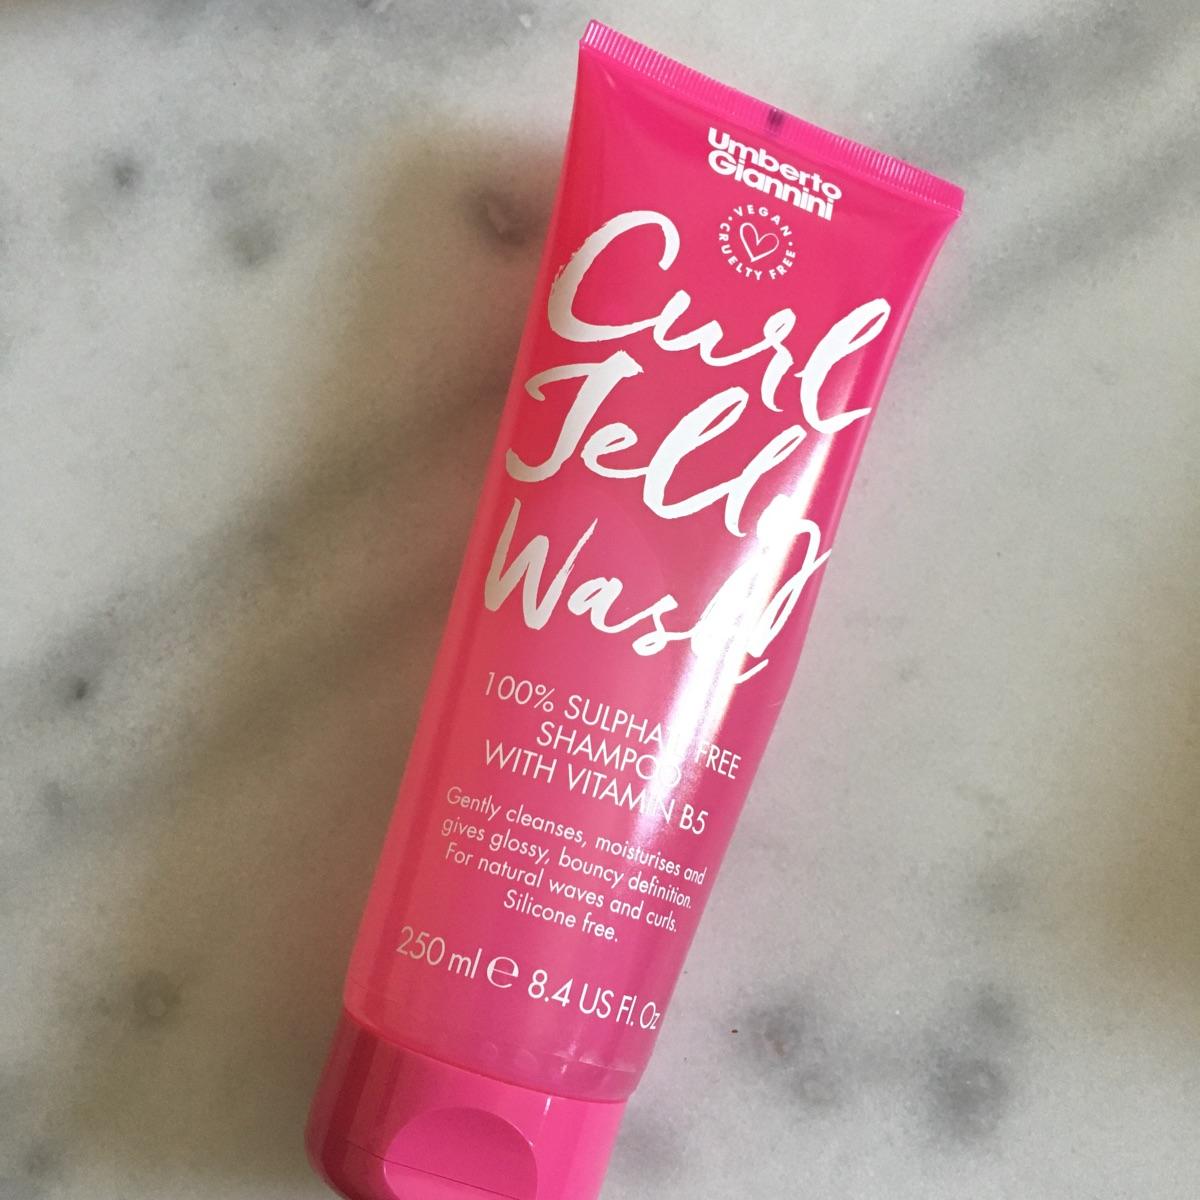 Umberto
Giannini
VEGAN
CRUELTY FREE
Curl
Jelly
Wash
100% SULPHATE FREE
SHAMPOO
WITH VITAMIN B5
Gently cleanses, moisturises and
gives glossy, bouncy definition.
For natural waves and curls.
Silicone free.
250 ml ℮ 8.4 US Fl. Oz